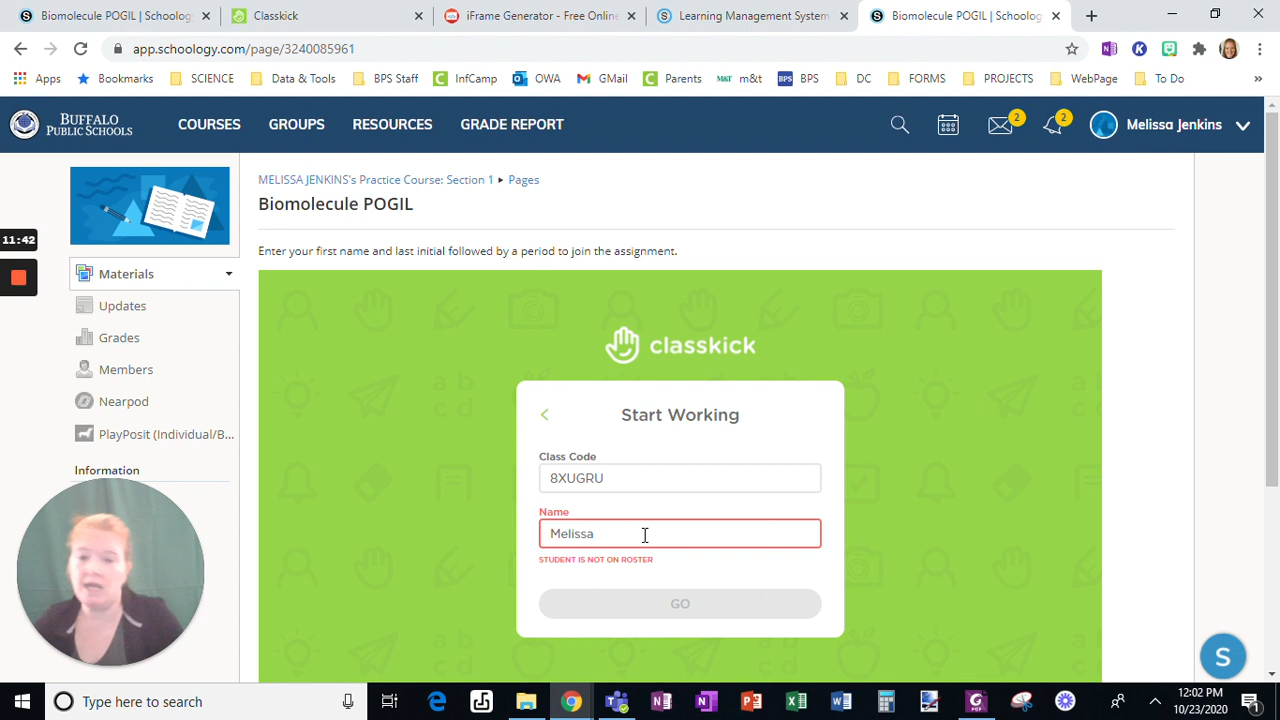 Biomolecule POGIL | Schoolog
Classkick
iFrame Generator - Free Online
Learning Management System
Biomolecule POGIL | Schoolog
app.schoology.com/page/3240085961
Apps
Bookmarks
SCIENCE
Data & Tools
BPS Staff
InfCamp
OWA
GMail
Parents
M&T m&t
BPS BPS
DC
FORMS
PROJECTS
WebPage
To Do
»
BUFFALO
PUBLIC SCHOOLS
COURSES
GROUPS
RESOURCES
GRADE REPORT
2
2
Melissa Jenkins
MELISSA JENKINS's Practice Course: Section 1 ▸ Pages
Biomolecule POGIL
11:42
Enter your first name and last initial followed by a period to join the assignment.
Materials
Updates
Grades
Members
Nearpod
PlayPosit (Individual/B...
Information
classkick
Start Working
Class Code
8XUGRU
Name
Melissa
STUDENT IS NOT ON ROSTER
GO
a b
c d
S
Type here to search
12:02 PM
10/23/2020
1